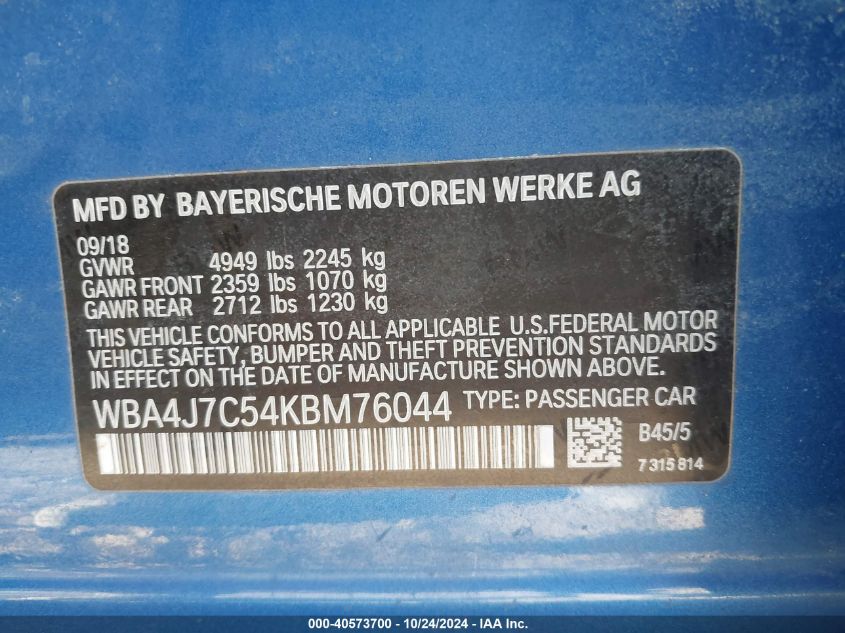 MFD BY BAYERISCHE MOTOREN WERKE AG
09/18
GVWR 4949 lbs 2245 kg
GAWR FRONT 2359 lbs 1070 kg
GAWR REAR 2712 lbs 1230 kg
THIS VEHICLE CONFORMS TO ALL APPLICABLE U.S.FEDERAL MOTOR
VEHICLE SAFETY, BUMPER AND THEFT PREVENTION STANDARDS
IN EFFECT ON THE DATE OF MANUFACTURE SHOWN ABOVE.
WBA4J7C54KBM76044 TYPE: PASSENGER CAR
B45/5
7 315 814
000-40573700 - 10/24/2024 - IAA Inc.